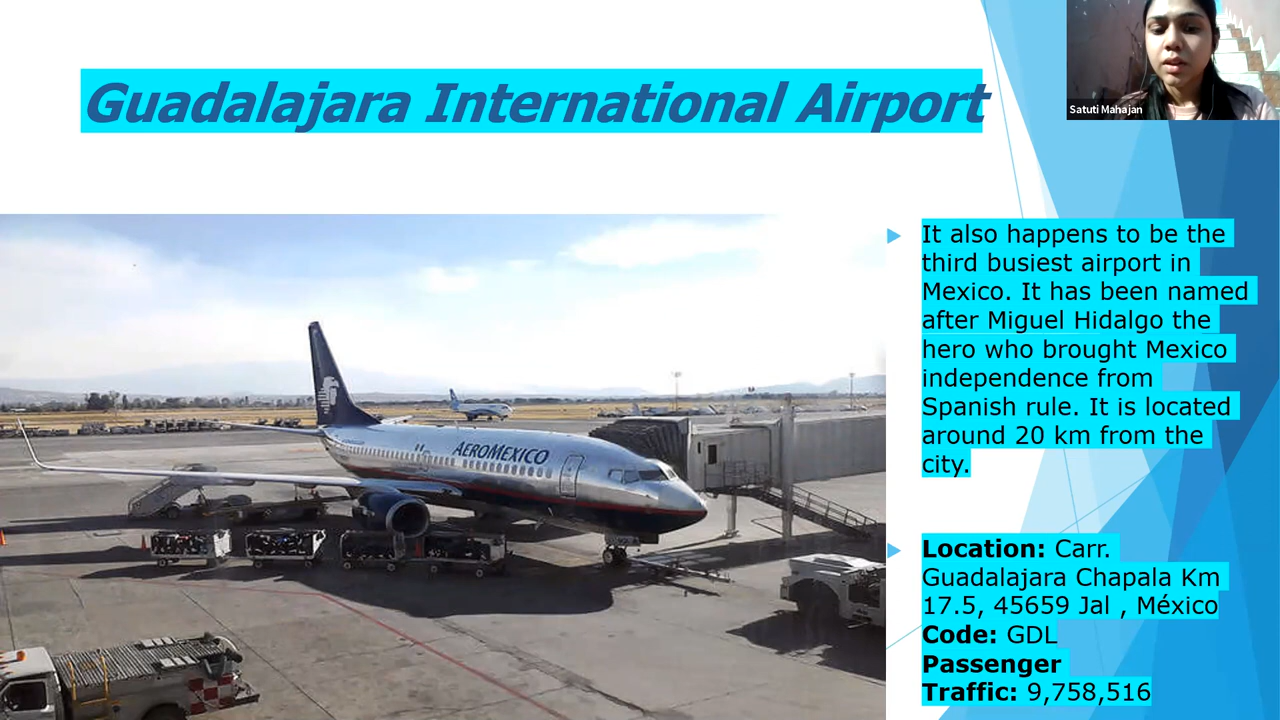 Guadalajara International Airport
Satuti Mahajan
It also happens to be the
third busiest airport in
Mexico. It has been named
after Miguel Hidalgo the
hero who brought Mexico
independence from
Spanish rule. It is located
around 20 km from the
city.
AEROMEXICO
Location: Carr.
Guadalajara Chapala Km
17.5, 45659 Jal , México
Code: GDL
Passenger
Traffic: 9,758,516